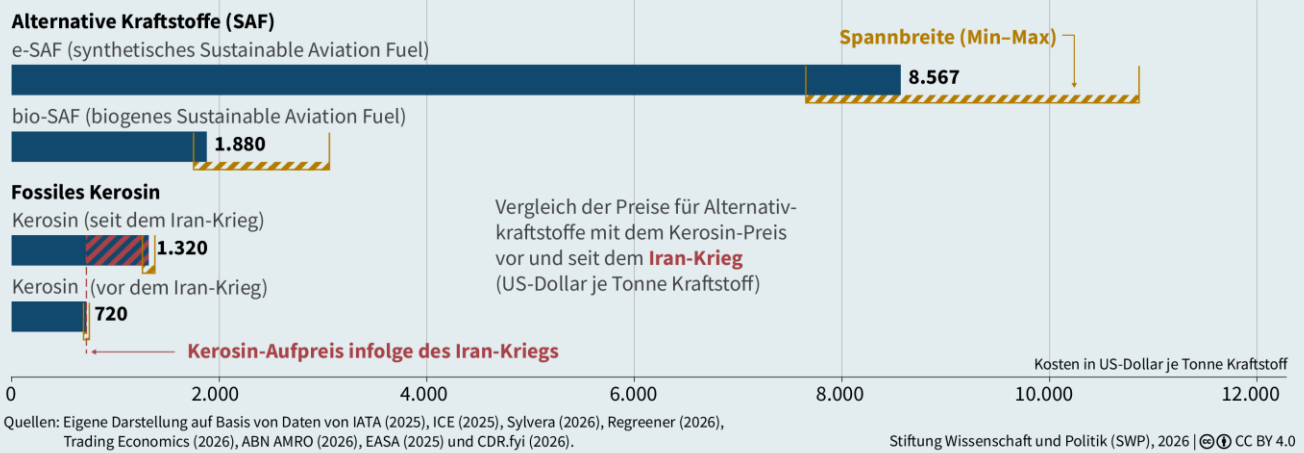 Alternative Kraftstoffe (SAF)
e-SAF (synthetisches Sustainable Aviation Fuel)
Spannbreite (Min–Max)
8.567
bio-SAF (biogenes Sustainable Aviation Fuel)
1.880
Fossiles Kerosin
Kerosin (seit dem Iran-Krieg)
1.320
Kerosin (vor dem Iran-Krieg)
720
Kerosin-Aufpreis infolge des Iran-Kriegs
Vergleich der Preise für Alternativ-
kraftstoffe mit dem Kerosin-Preis
vor und seit dem Iran-Krieg
(US-Dollar je Tonne Kraftstoff)
Kosten in US-Dollar je Tonne Kraftstoff
0 2.000 4.000 6.000 8.000 10.000 12.000
Quellen: Eigene Darstellung auf Basis von Daten von IATA (2025), ICE (2025), Sylvera (2026), Regreener (2026),
Trading Economics (2026), ABN AMRO (2026), EASA (2025) und CDR.fyi (2026).
Stiftung Wissenschaft und Politik (SWP), 2026 | CC BY 4.0